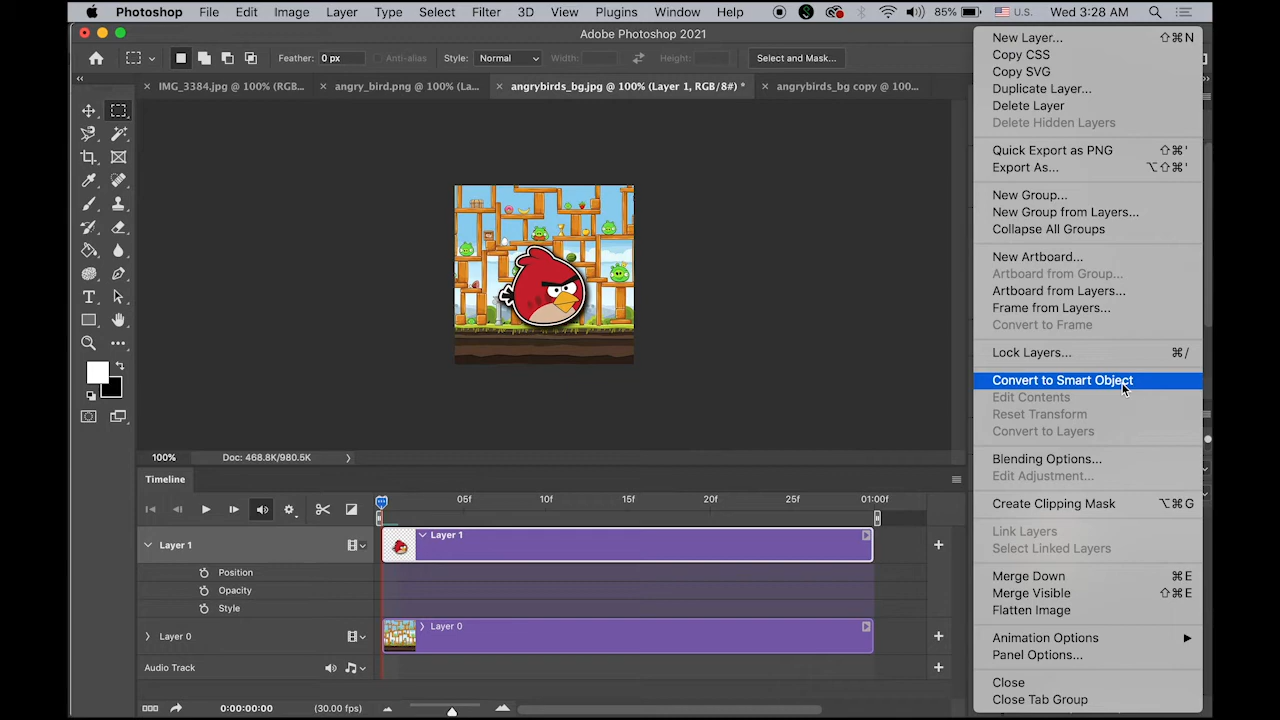 Photoshop File Edit Image Layer Type Select Filter 3D View Plugins Window Help 85% U.S. Wed 3:28 AM
Adobe Photoshop 2021
Feather: 0 px Anti-alias Style: Normal Width: Height: Select and Mask...
IMG_3384.jpg @ 100% (RGB... angry_bird.png @ 100% (La... angrybirds_bg.jpg @ 100% (Layer 1, RGB/8#) * angrybirds_bg copy @ 100...
New Layer... ⇧⌘N
Copy CSS
Copy SVG
Duplicate Layer...
Delete Layer
Delete Hidden Layers
Quick Export as PNG ⇧⌘'
Export As... ⌥⇧⌘'
New Group...
New Group from Layers...
Collapse All Groups
New Artboard...
Artboard from Group...
Artboard from Layers...
Frame from Layers...
Convert to Frame
Lock Layers... ⌘/
Convert to Smart Object
Edit Contents
Reset Transform
Convert to Layers
Blending Options...
Edit Adjustment...
Create Clipping Mask ⌥⌘G
Link Layers
Select Linked Layers
Merge Down ⌘E
Merge Visible ⇧⌘E
Flatten Image
Animation Options
Panel Options...
Close
Close Tab Group
100% Doc: 468.8K/980.5K
Timeline
05f 10f 15f 20f 25f 01:00f
Layer 1 Layer 1
Position
Opacity
Style
Layer 0 Layer 0
Audio Track
0:00:00:00 (30.00 fps)